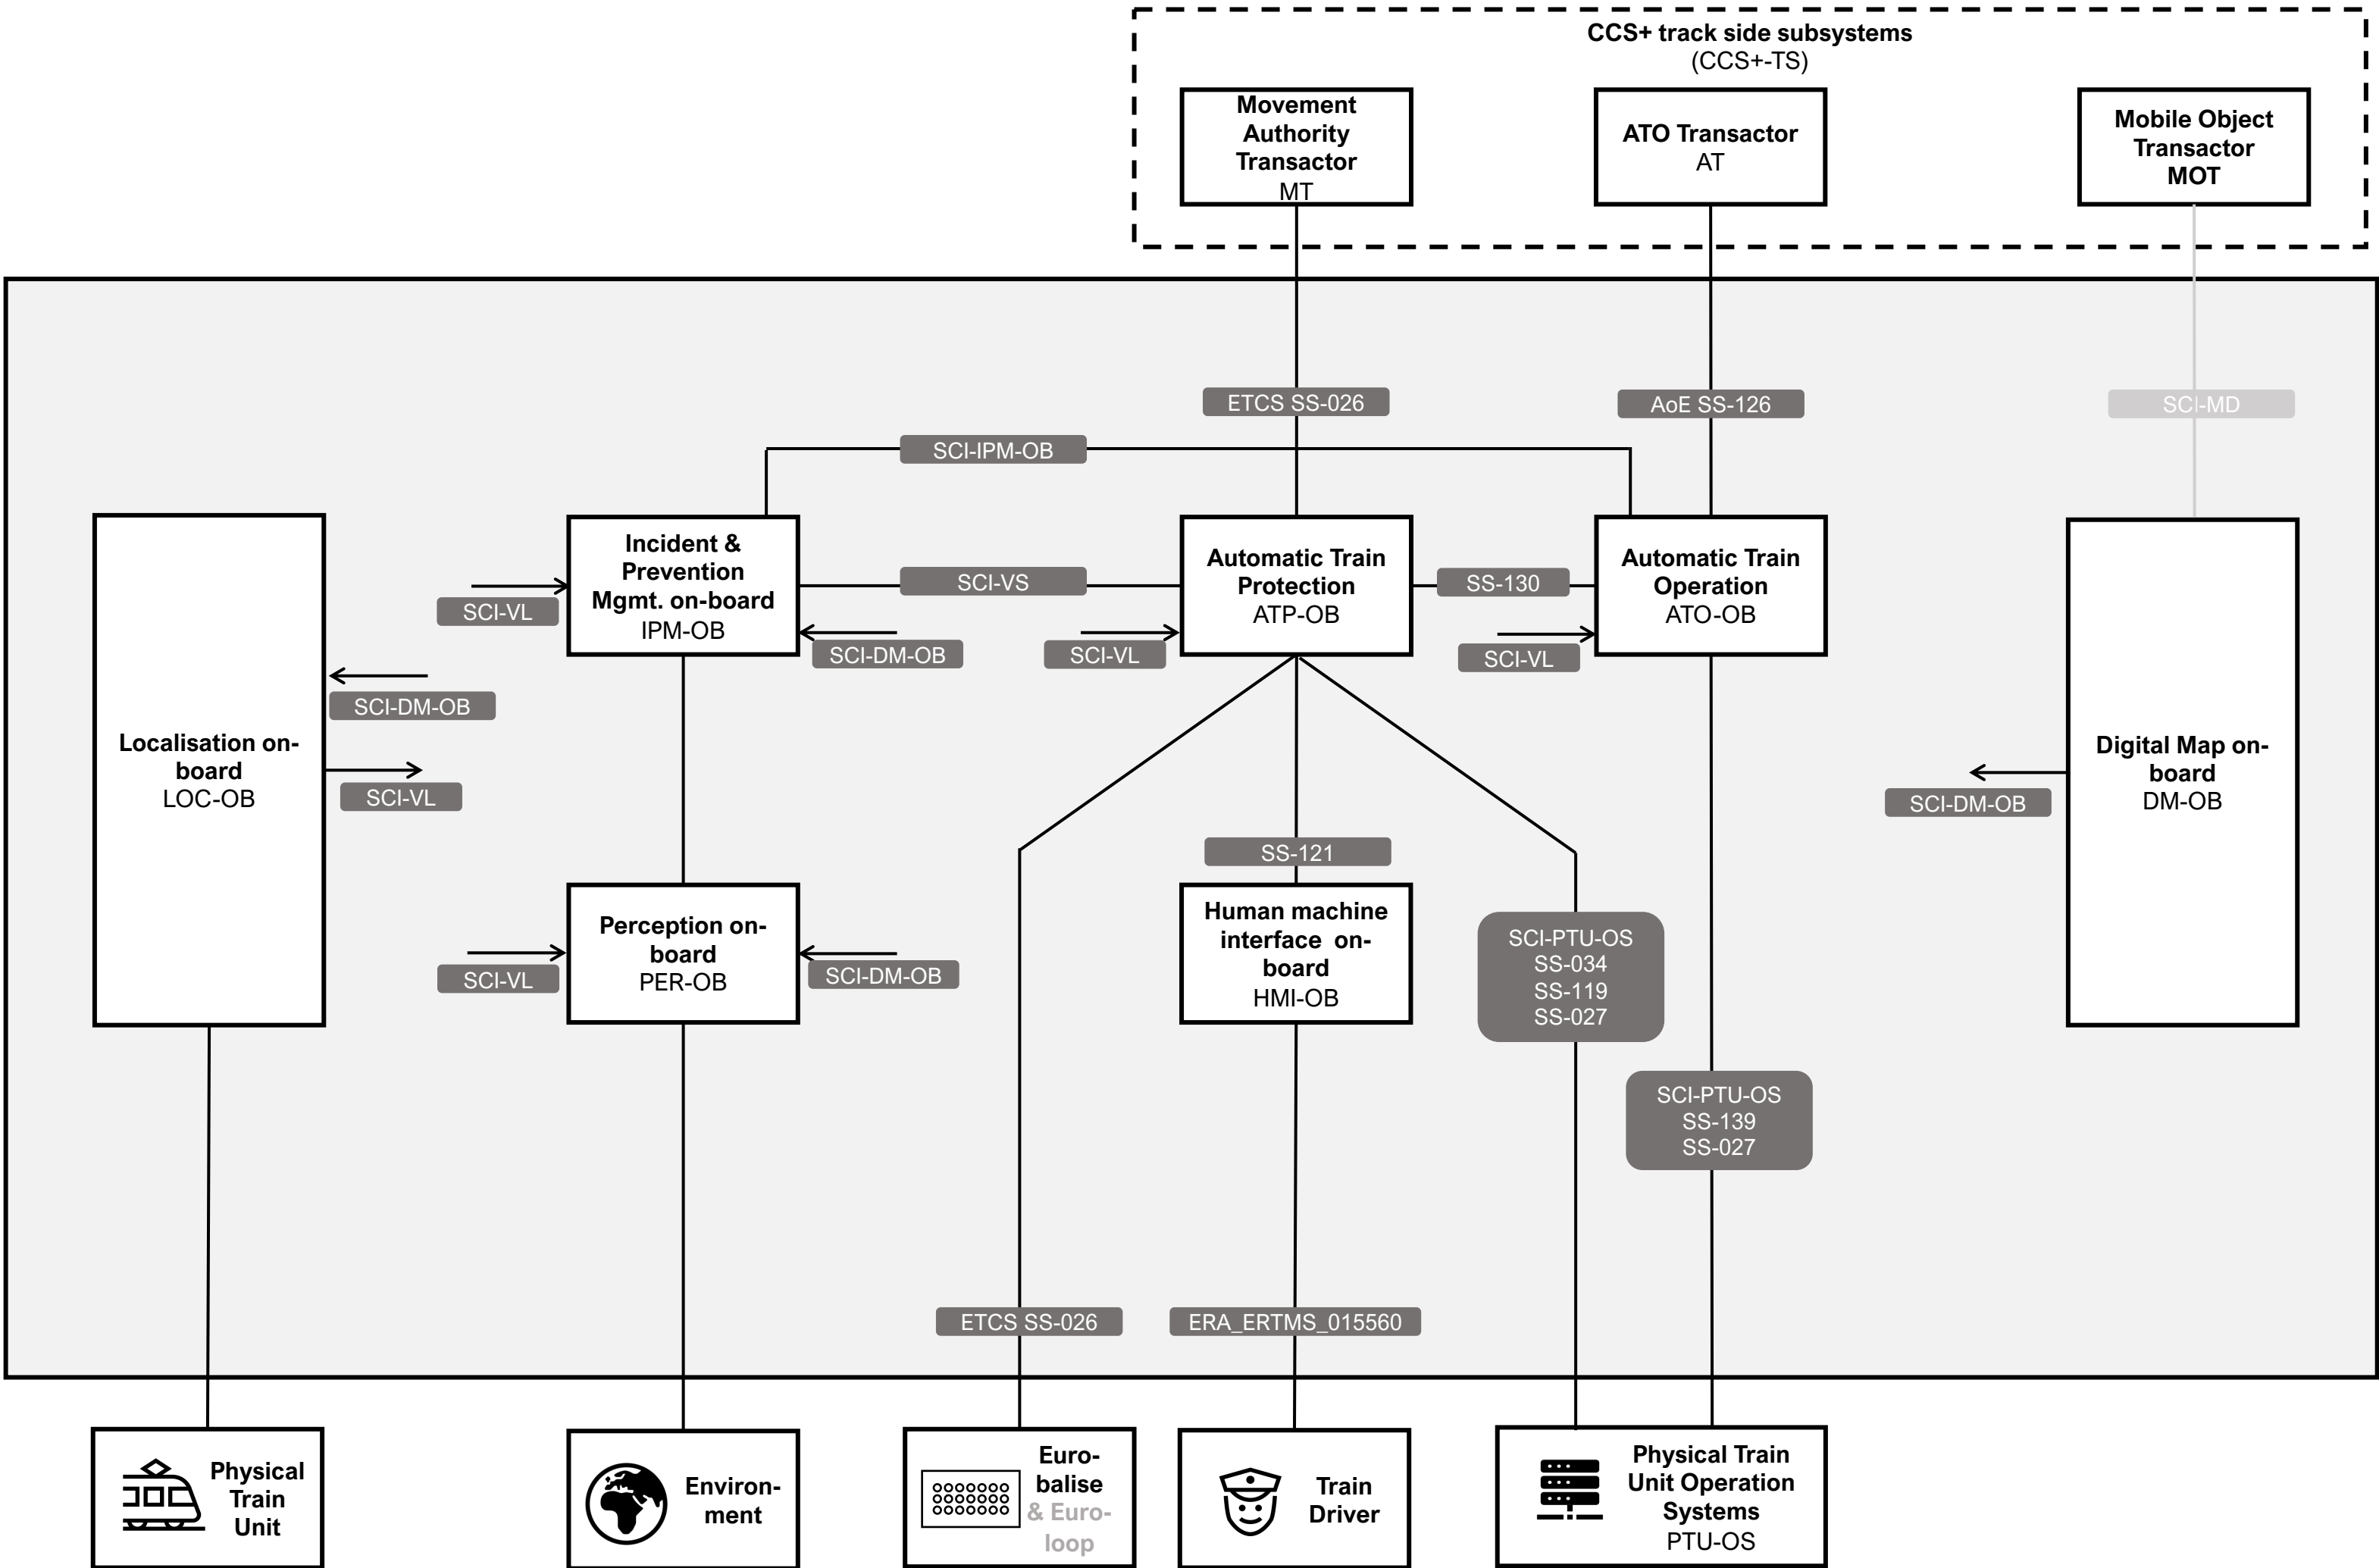 CCS+ track side subsystems
(CCS+-TS)
Movement
Authority
Transactor
MT
ATO Transactor
AT
Mobile Object
Transactor
MOT
ETCS SS-026
AoE SS-126
SCI-MD
SCI-IPM-OB
Localisation on-
board
LOC-OB
SCI-DM-OB
SCI-VL
Incident &
Prevention
Mgmt. on-board
IPM-OB
SCI-VL
SCI-DM-OB
SCI-VS
Automatic Train
Protection
ATP-OB
SCI-VL
SS-130
Automatic Train
Operation
ATO-OB
SCI-VL
Digital Map on-
board
DM-OB
SCI-DM-OB
Perception on-
board
PER-OB
SCI-VL
SCI-DM-OB
SS-121
Human machine
interface on-
board
HMI-OB
SCI-PTU-OS
SS-034
SS-119
SS-027
SCI-PTU-OS
SS-139
SS-027
ETCS SS-026
ERA_ERTMS_015560
Physical
Train
Unit
Environ-
ment
Euro-
balise
& Euro-
loop
Train
Driver
Physical Train
Unit Operation
Systems
PTU-OS